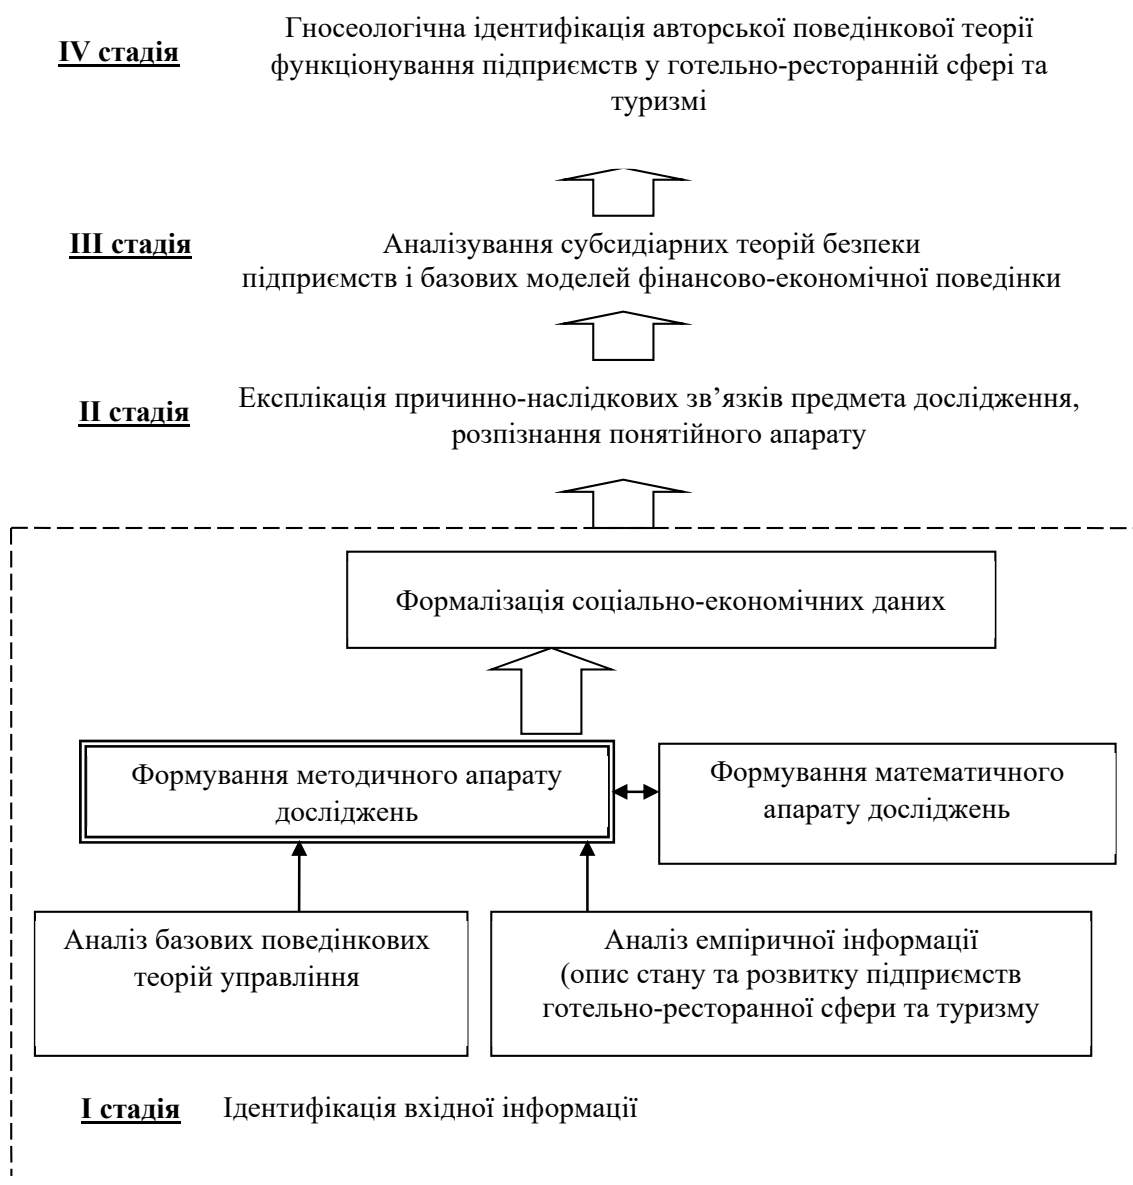 IV стадія
Гносеологічна ідентифікація авторської поведінкової теорії
функціонування підприємств у готельно-ресторанній сфері та
туризмі
III стадія
Аналізування субсидіарних теорій безпеки
підприємств і базових моделей фінансово-економічної поведінки
II стадія
Експлікація причинно-наслідкових зв’язків предмета дослідження,
розпізнання понятійного апарату
Формалізація соціально-економічних даних
Формування методичного апарату
досліджень
Формування математичного
апарату досліджень
Аналіз базових поведінкових
теорій управління
Аналіз емпіричної інформації
(опис стану та розвитку підприємств
готельно-ресторанної сфери та туризму
I стадія
Ідентифікація вхідної інформації